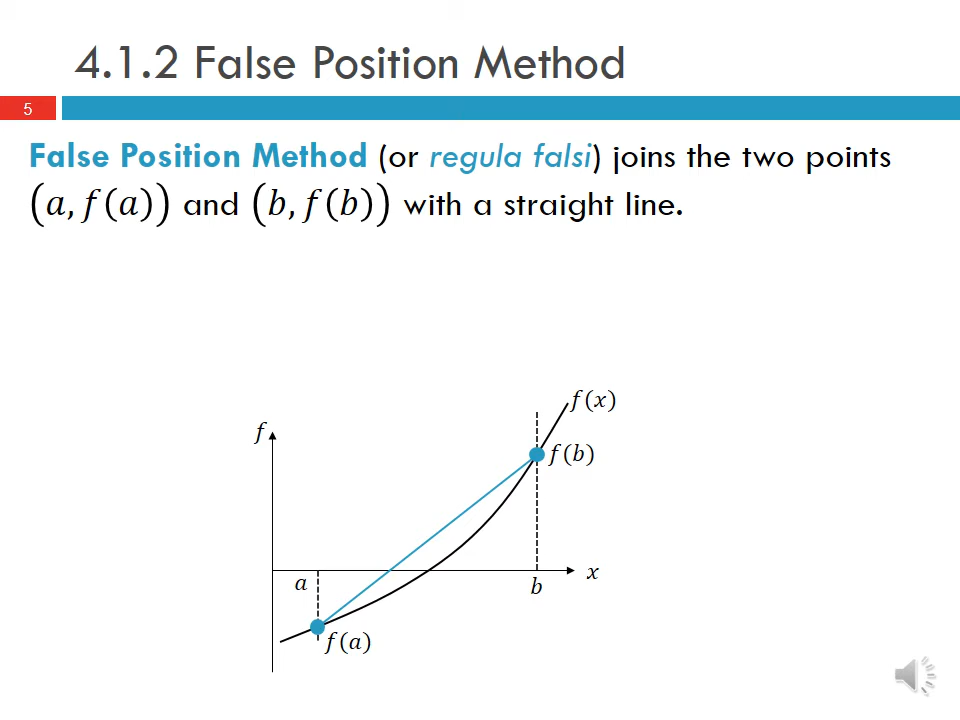 4.1.2 False Position Method
5
False Position Method (or regula falsi) joins the two points
(a, f(a)) and (b, f(b)) with a straight line.
f(x)
f
f(b)
a
b
x
f(a)